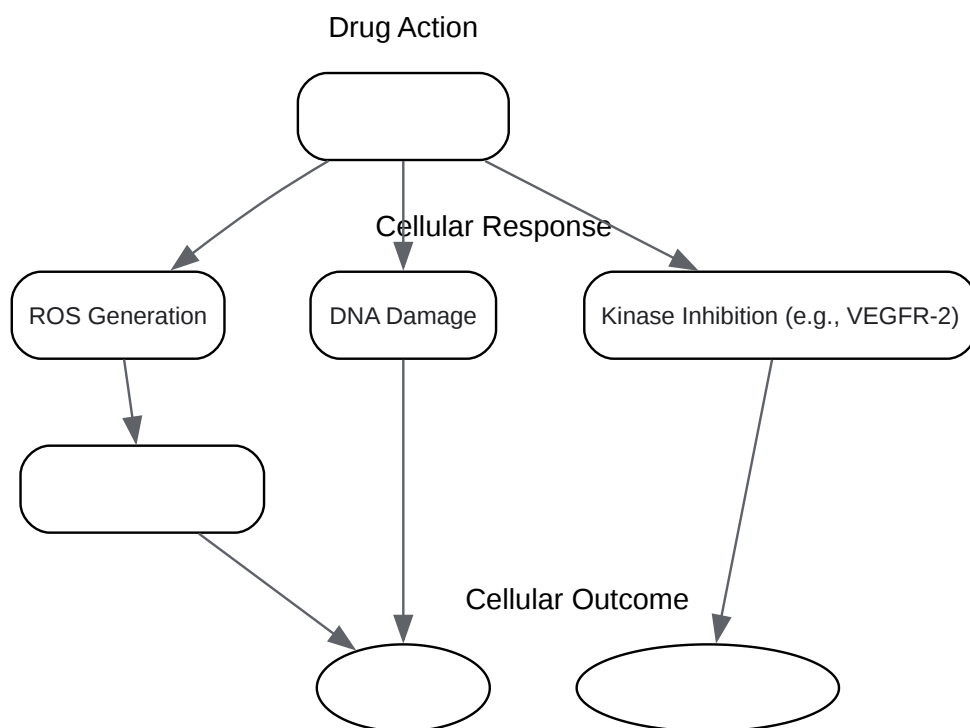 Drug Action
Cellular Response
ROS Generation
DNA Damage
Kinase Inhibition (e.g., VEGFR-2)
Cellular Outcome